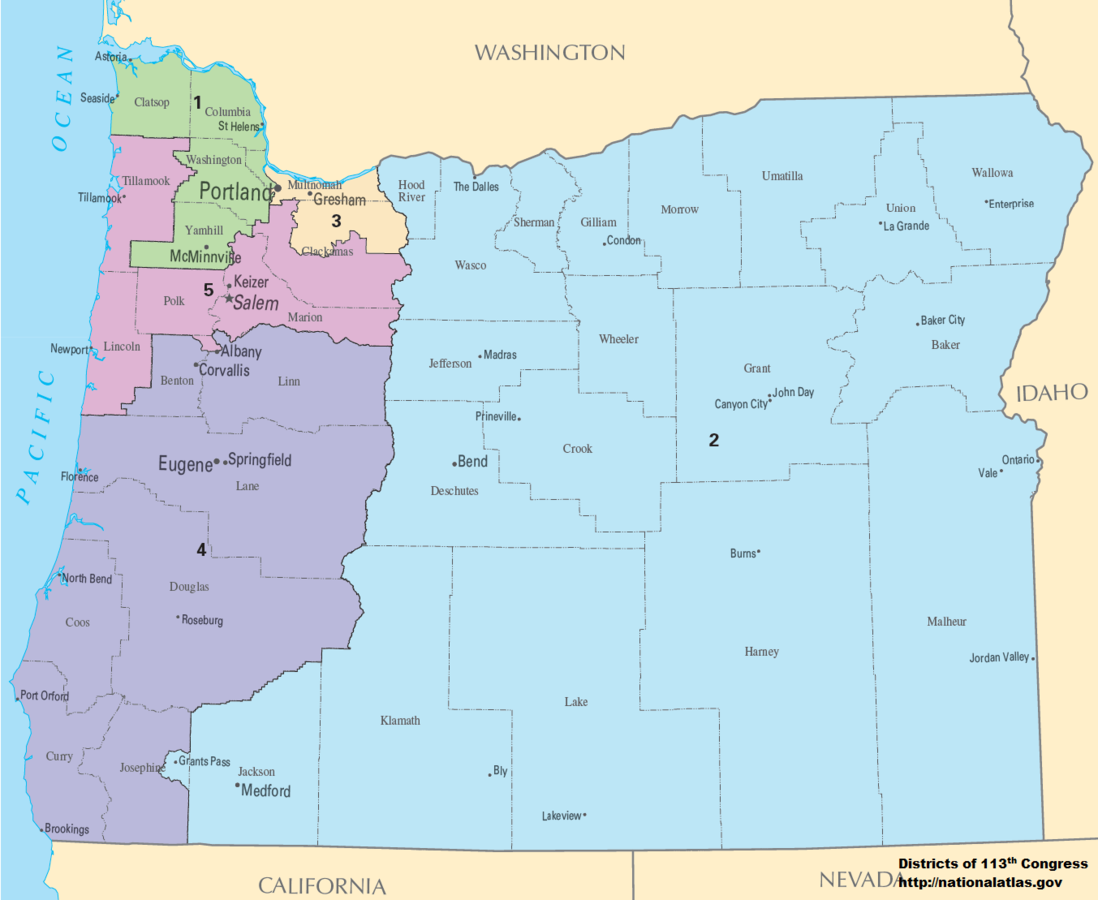 WASHINGTON
OCEAN
Astoria
Seaside
Clatsop
1
Columbia
St Helens
Washington
Tillamook
Tillamook
Portland
Multnomah
Gresham
3
Yamhill
McMinnville
Clackamas
5
Keizer
Salem
Polk
Marion
Newport
Lincoln
Albany
Corvallis
Benton
Linn
Hood
River
The Dalles
Sherman
Gilliam
Condon
Morrow
Umatilla
Union
La Grande
Wallowa
Enterprise
Wasco
Wheeler
Jefferson
Madras
Grant
John Day
Canyon City
Baker City
Baker
IDAHO
PACIFIC
Prineville
Crook
2
Bend
Deschutes
Ontario
Vale
Eugene
Springfield
Florence
Lane
4
North Bend
Douglas
Coos
Roseburg
Burns
Harney
Malheur
Jordan Valley
Port Orford
Klamath
Lake
Curry
Josephine
Grants Pass
Jackson
Medford
Bly
Lakeview
Brookings
CALIFORNIA
NEVADA
Districts of 113th Congress
http://nationalatlas.gov